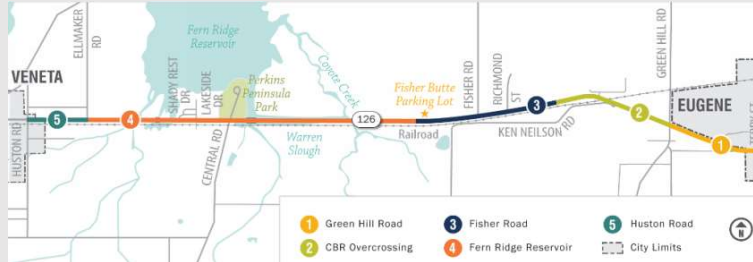 ELLMAKER
RD
Fern Ridge
Reservoir
GREEN HILL RD
VENETA
SHADY REST
DR
LAKESIDE
DR
Perkins
Peninsula
Park
Coyote Creek
Fisher Butte
Parking Lot
FISHER RD
RICHMOND
ST
EUGENE
HUSTON RD
5
4
126
3
2
1
CENTRAL RD
Warren
Slough
Railroad
KEN NEILSON RD
1 Green Hill Road
3 Fisher Road
5 Huston Road
2 CBR Overcrossing
4 Fern Ridge Reservoir
City Limits
N